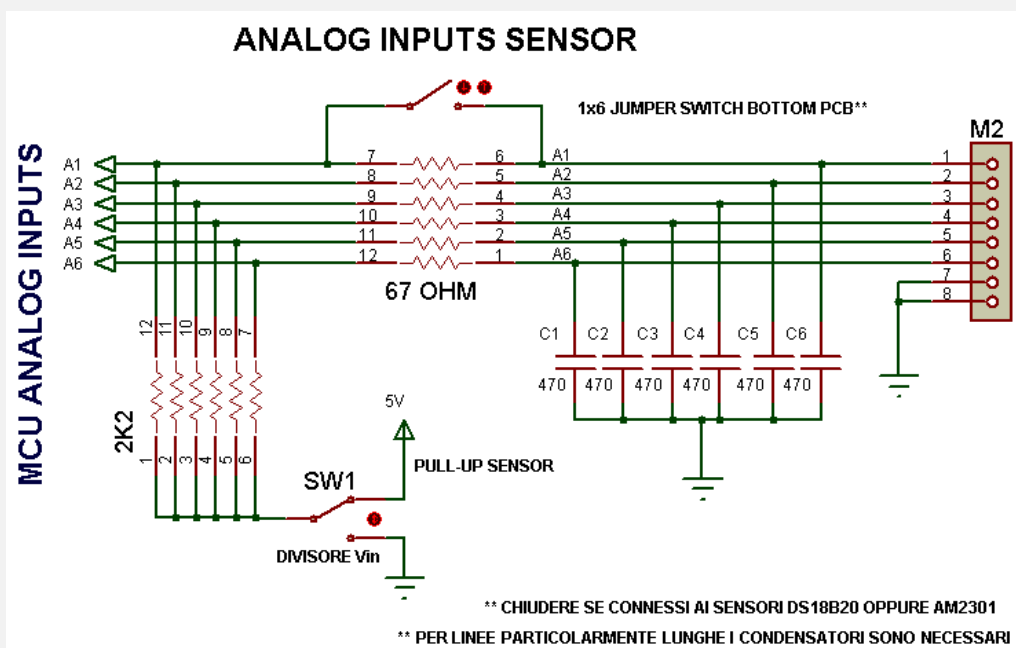 ANALOG INPUTS SENSOR
1x6 JUMPER SWITCH BOTTOM PCB**
M2
MCU ANALOG INPUTS
A1 7 6 A1 1
A2 8 5 A2 2
A3 9 4 A3 3
A4 10 3 A4 4
A5 11 2 A5 5
A6 12 1 A6 6
7
8
67 OHM
12 11 10 9 8 7
C1 C2 C3 C4 C5 C6
470 470 470 470 470 470
2K2
5V
PULL-UP SENSOR
1 2 3 4 5 6
SW1
DIVISORE Vin
** CHIUDERE SE CONNESSI AI SENSORI DS18B20 OPPURE AM2301
** PER LINEE PARTICOLARMENTE LUNGHE I CONDENSATORI SONO NECESSARI